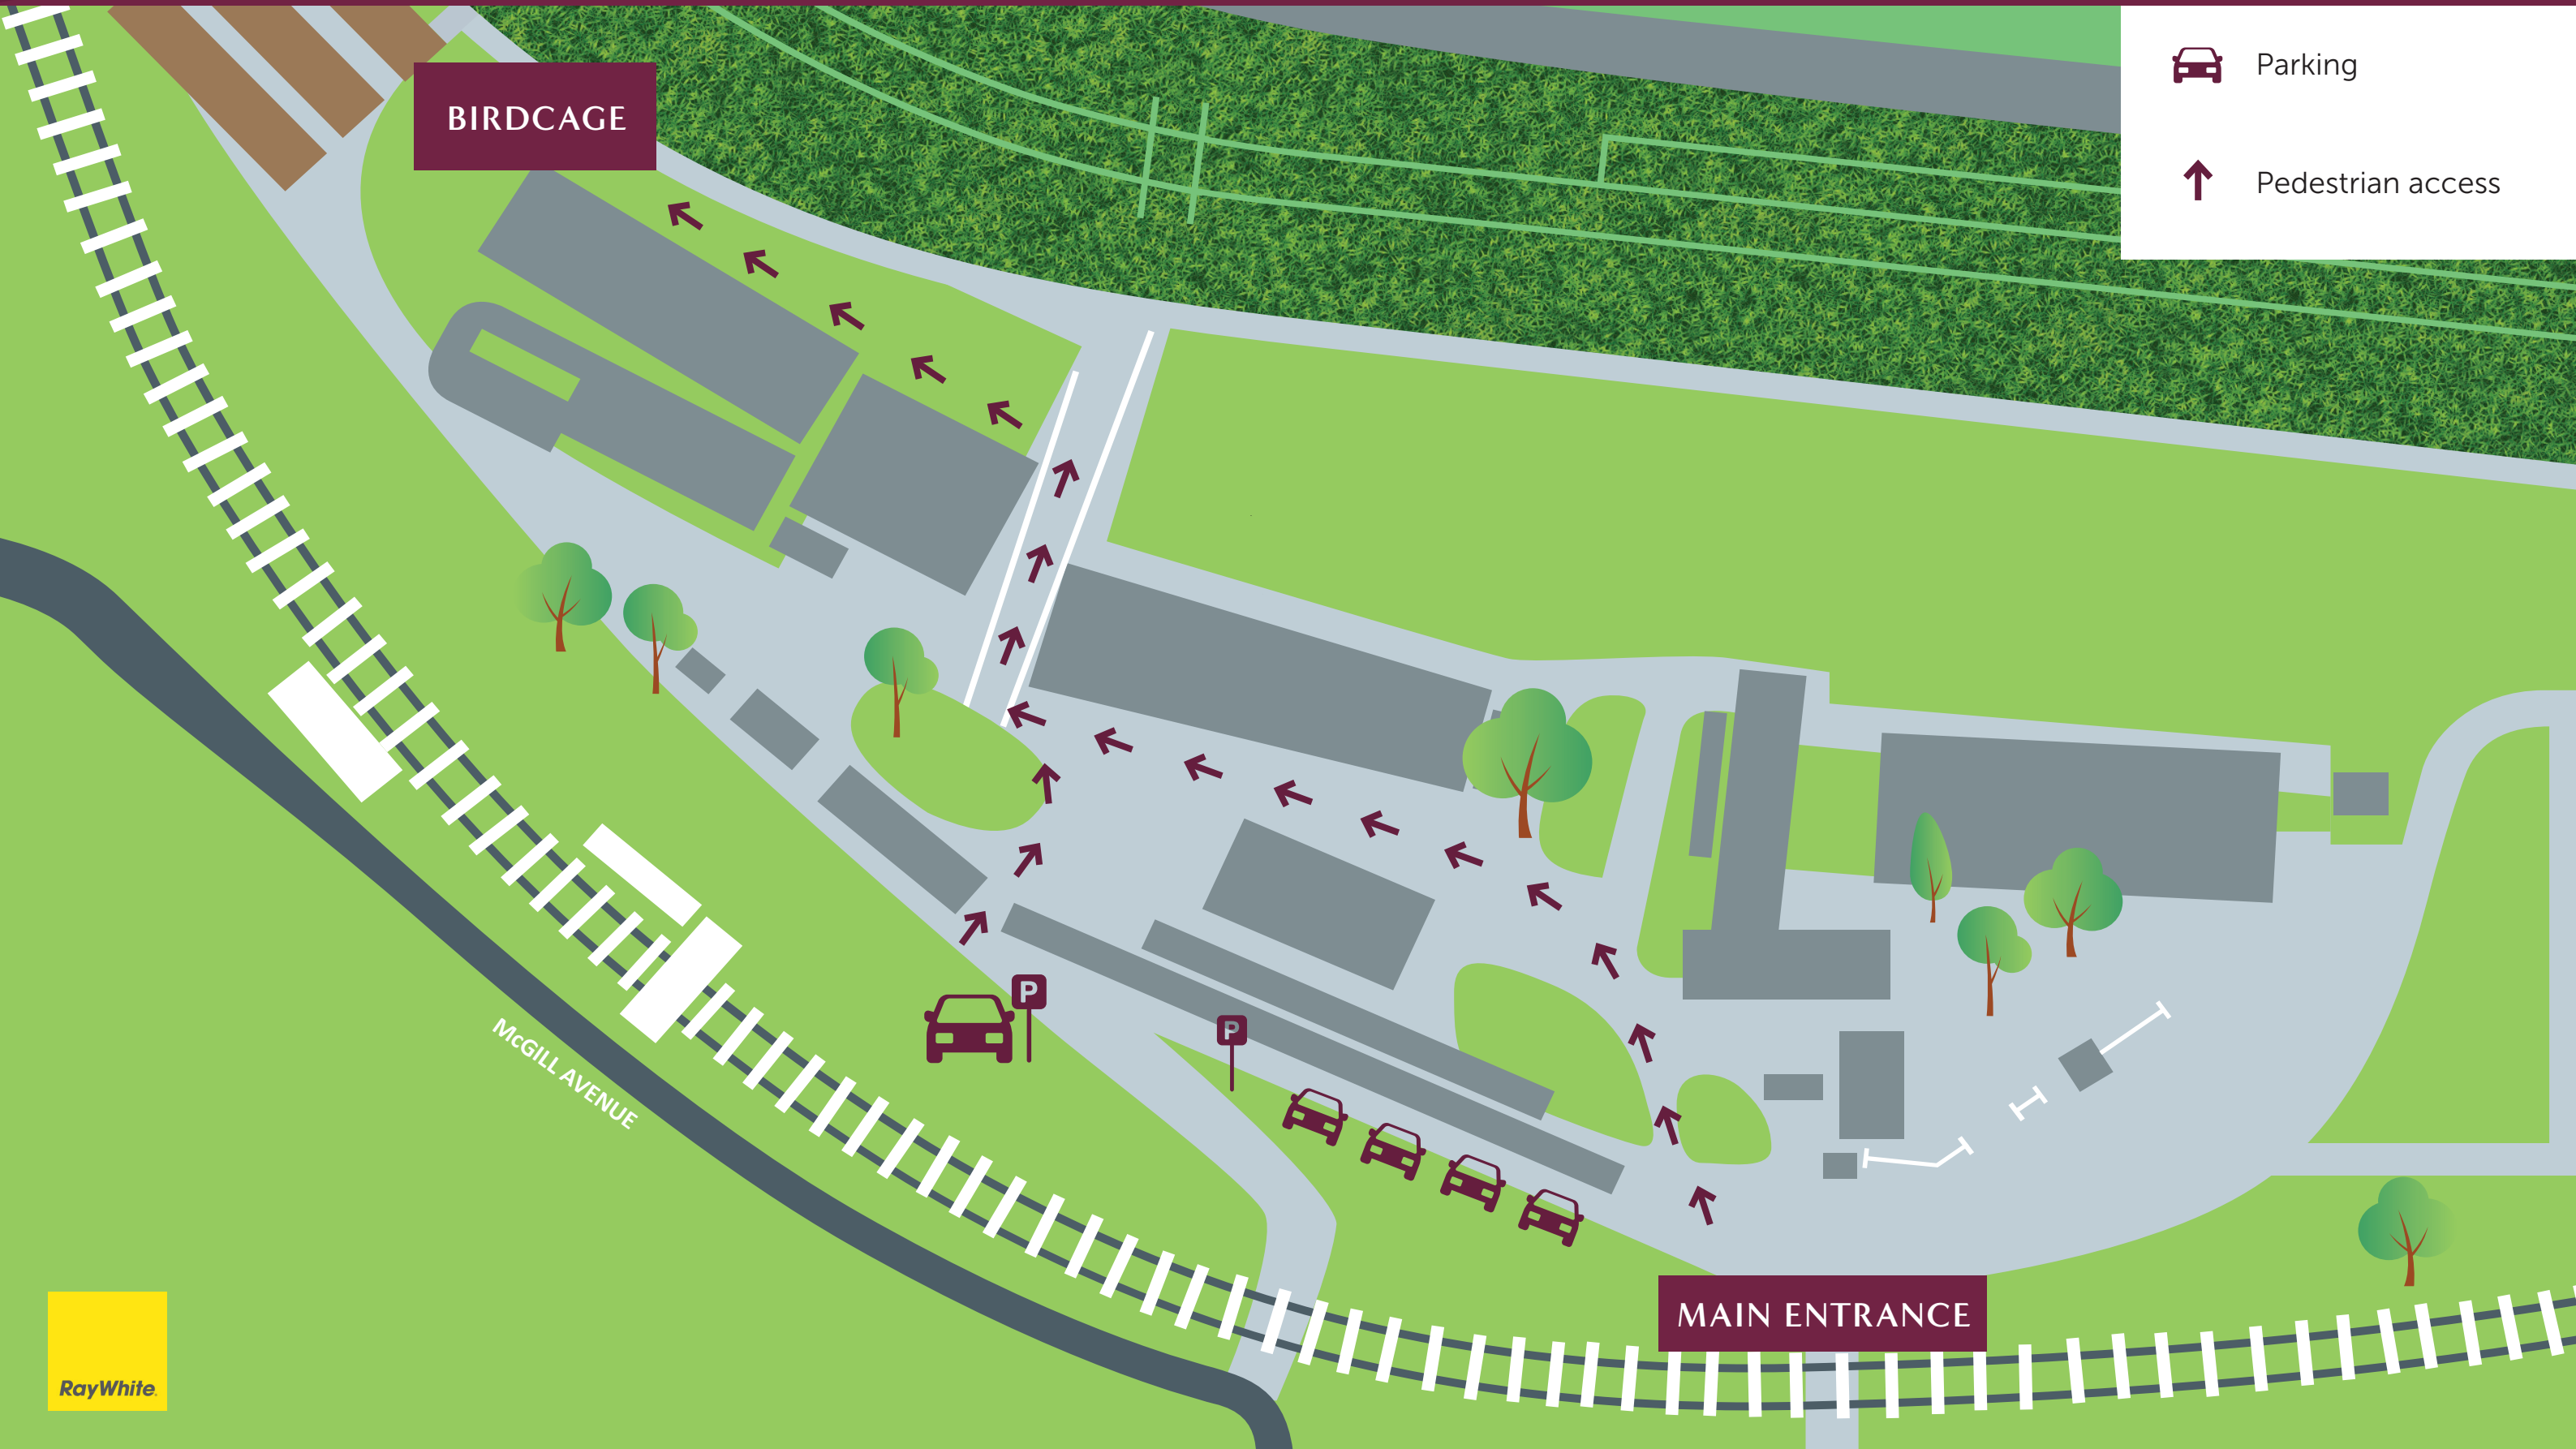 BIRDCAGE
Parking
Pedestrian access
P
P
McGILL AVENUE
MAIN ENTRANCE
RayWhite.